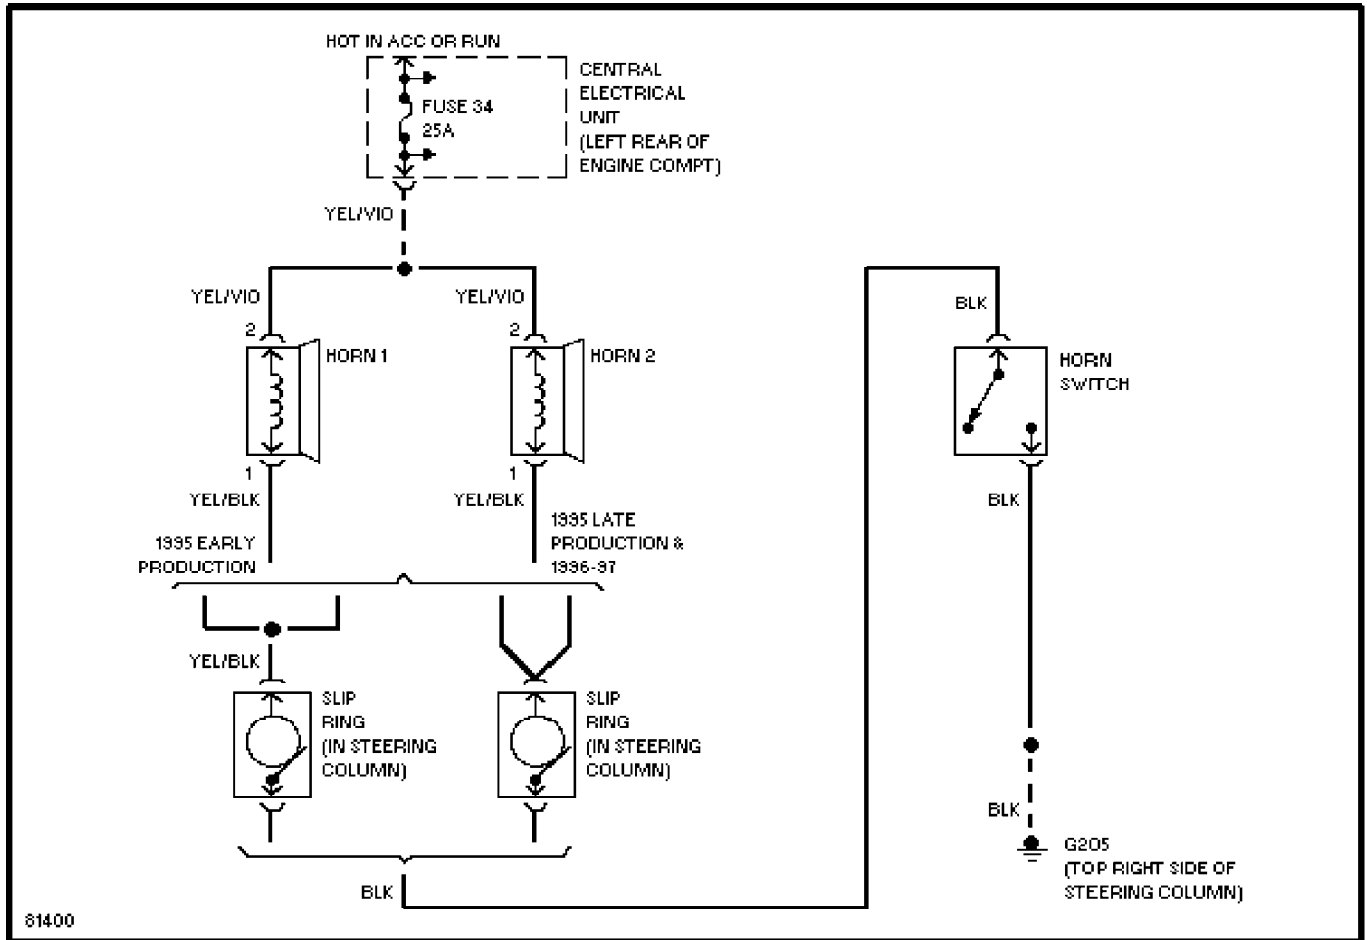 HOT IN ACC OR RUN
CENTRAL
ELECTRICAL
UNIT
(LEFT REAR OF
ENGINE COMPT)
FUSE 34
25A
YEL/VIO
YEL/VIO
YEL/VIO
BLK
2
2
HORN 1
HORN 2
HORN
SWITCH
1
1
YEL/BLK
YEL/BLK
BLK
1995 EARLY
PRODUCTION
1995 LATE
PRODUCTION &
1996-97
YEL/BLK
SLIP
RING
(IN STEERING
COLUMN)
SLIP
RING
(IN STEERING
COLUMN)
BLK
G205
(TOP RIGHT SIDE OF
STEERING COLUMN)
BLK
81400